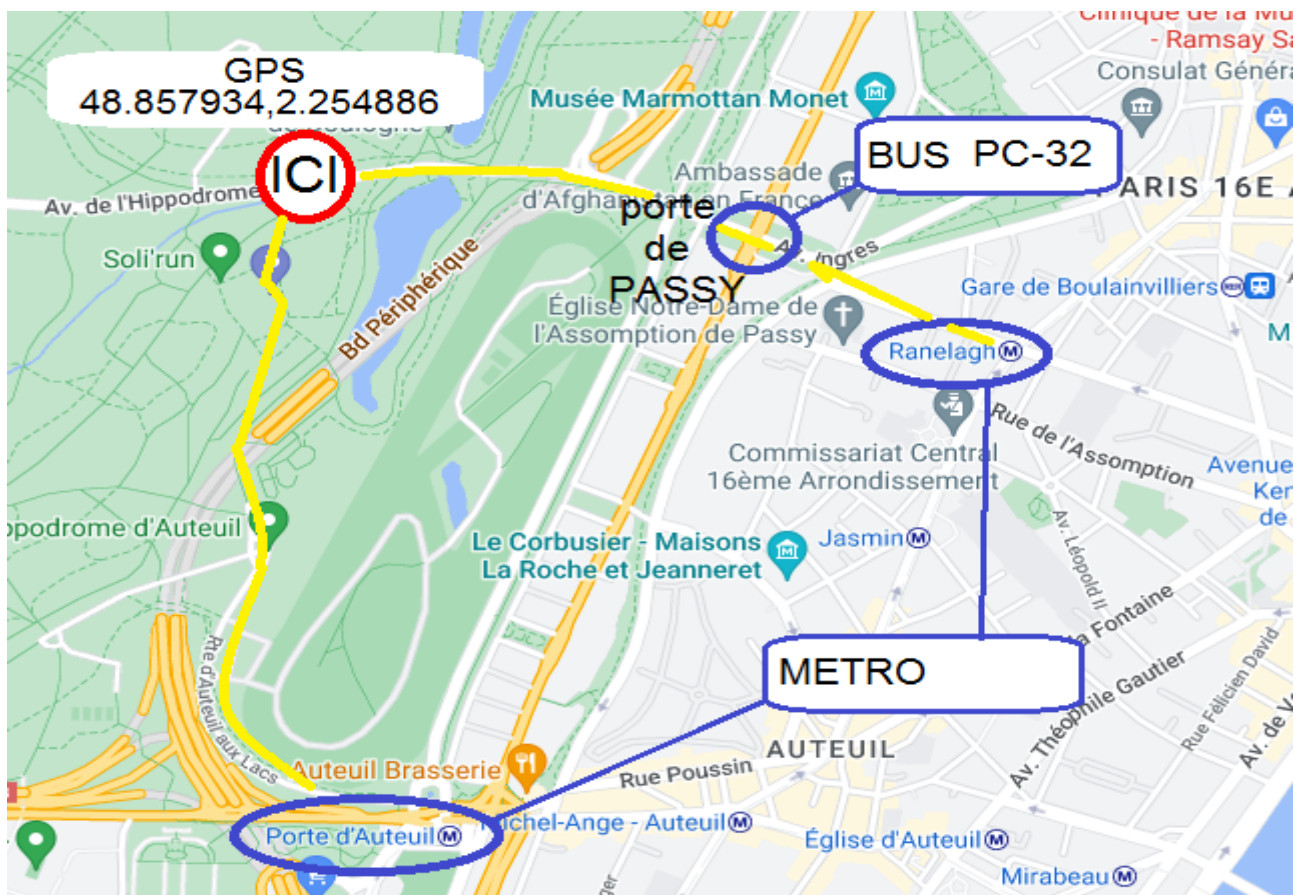 Clinique de la Mu
- Ramsay Sa
GPS
48.857934,2.254886
Consulat Généra
Musée Marmottan Monet
ICI
BUS PC-32
Av. de l'Hippodrome
Ambassade
d'Afghanistan en France
PARIS 16E A
porte
de
PASSY
Soli'run
Av. Ingres
Bd Périphérique
Gare de Boulainvilliers
RER
Église Notre-Dame de
l'Assomption de Passy
M
Ranelagh M
Commissariat Central
16ème Arrondissement
Rue de l'Assomption
Avenue
Ken
de
ppodrome d'Auteuil
Le Corbusier - Maisons
La Roche et Jeanneret
Jasmin M
Av. Léopold II
La Fontaine
METRO
Av. Théophile Gautier
Rue Félicien David
Av. de Ve
Rte d'Auteuil aux Lacs
AUTEUIL
Auteuil Brasserie
Rue Poussin
Porte d'Auteuil M
Michel-Ange - Auteuil M
Église d'Auteuil M
Mirabeau M